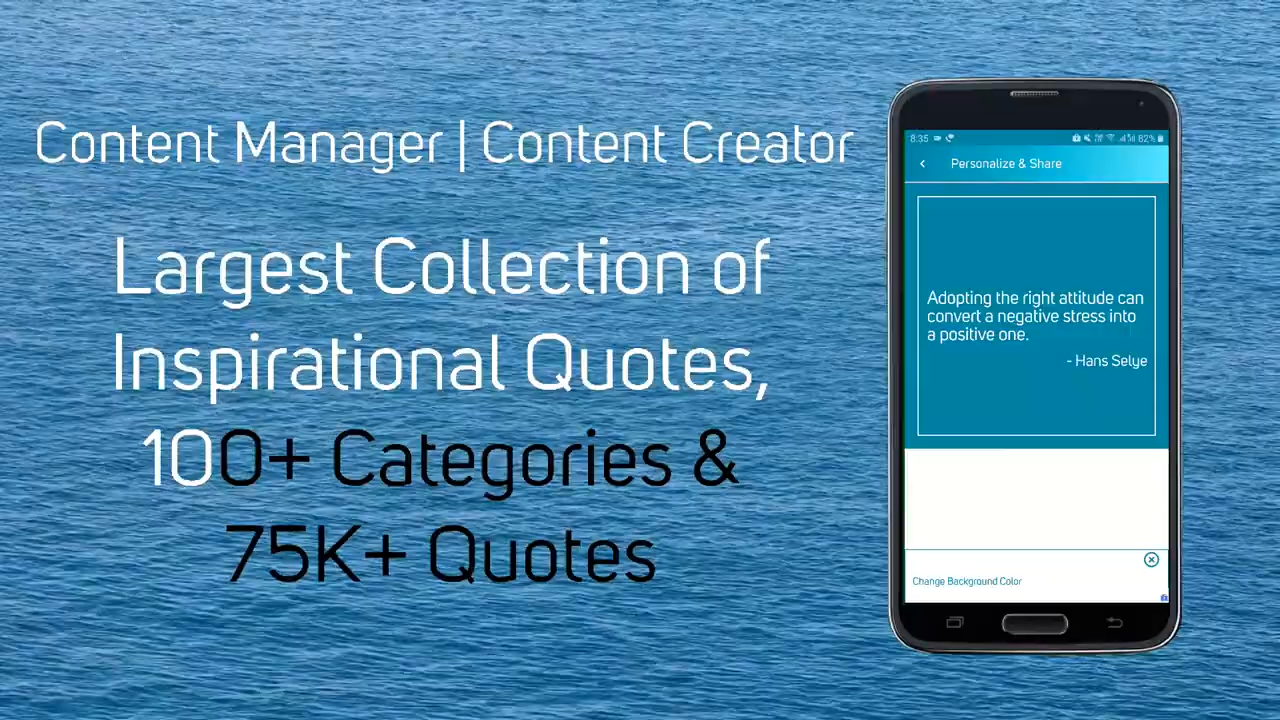 Content Manager | Content Creator
Largest Collection of
Inspirational Quotes,
100+ Categories &
75K+ Quotes
8:35
82%
Personalize & Share
Adopting the right attitude can
convert a negative stress into
a positive one.
- Hans Selye
Change Background Color